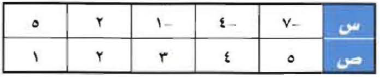 س -٧ -٤ -١ ٢ ٥
ص ٥ ٤ ٣ ٢ ١